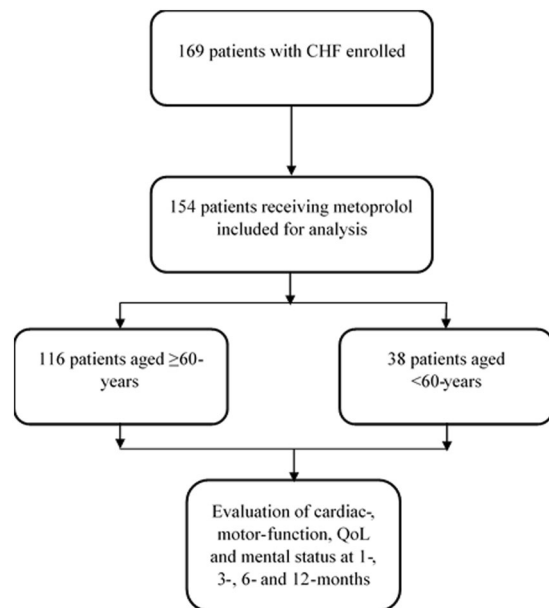 169 patients with CHF enrolled
154 patients receiving metoprolol
included for analysis
116 patients aged ≥60-
years
38 patients aged
<60-years
Evaluation of cardiac-,
motor-function, QoL
and mental status at 1-,
3-, 6- and 12-months